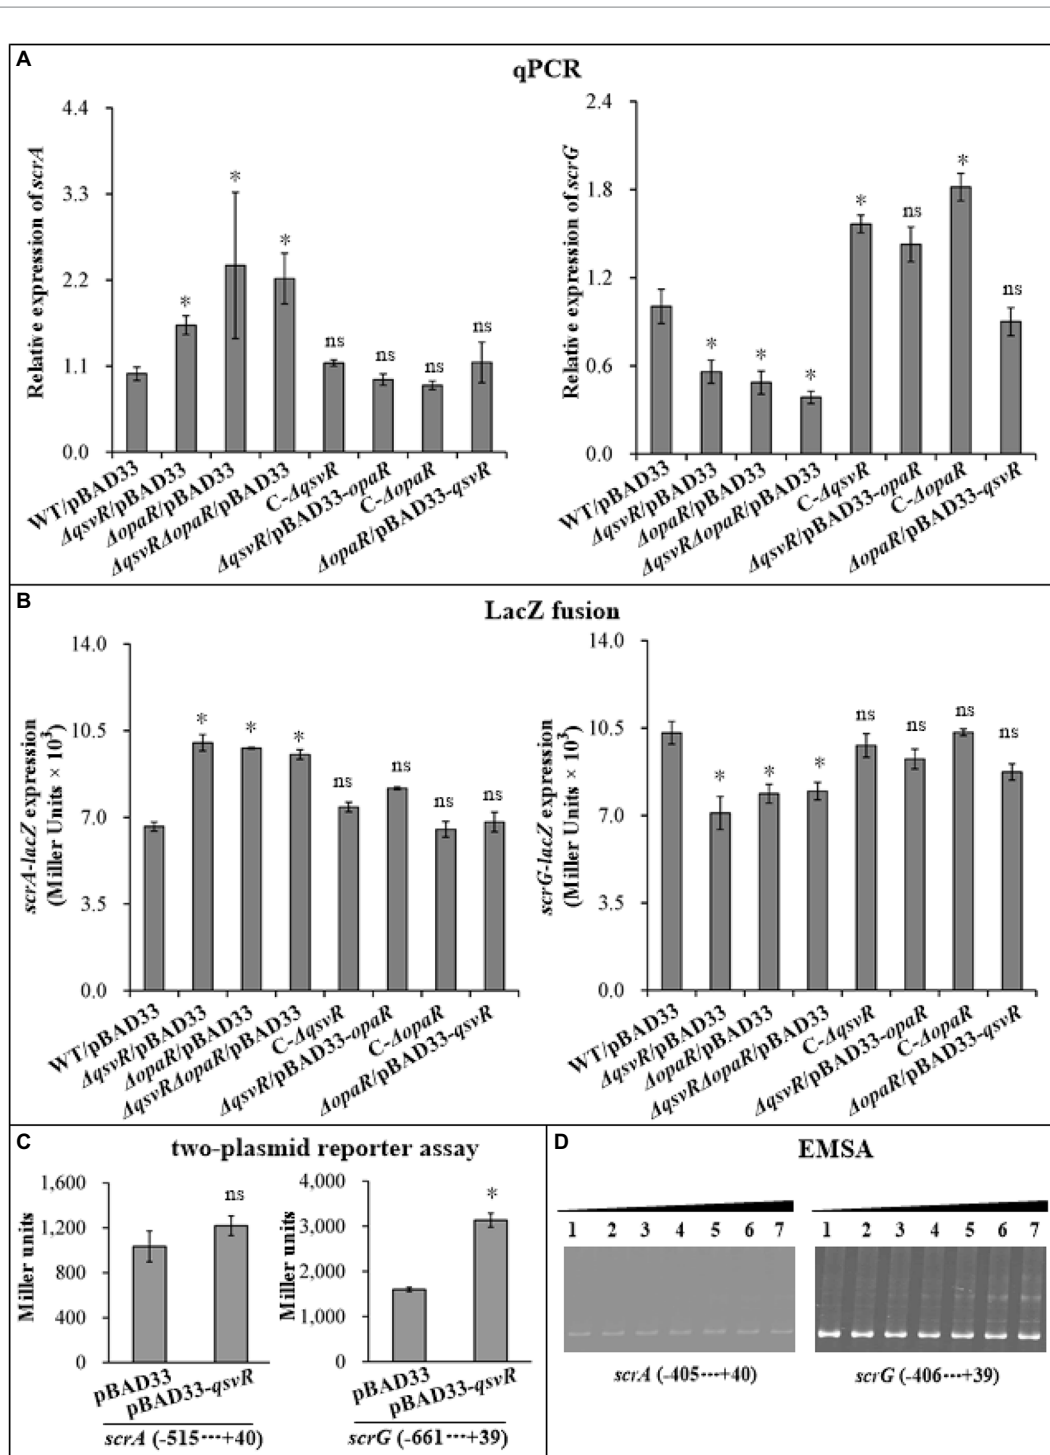 A
qPCR
Relative expression of scrA
4.4
3.3
2.2
1.1
0.0
*
*
*
ns
ns
ns
ns
WT/pBAD33
ΔqsvR/pBAD33
ΔopaR/pBAD33
ΔqsvRΔopaR/pBAD33
C-ΔqsvR
ΔqsvR/pBAD33-opaR
C-ΔopaR
ΔopaR/pBAD33-qsvR
Relative expression of scrG
2.4
1.8
1.2
0.6
0.0
*
*
*
*
ns
*
ns
WT/pBAD33
ΔqsvR/pBAD33
ΔopaR/pBAD33
ΔqsvRΔopaR/pBAD33
C-ΔqsvR
ΔqsvR/pBAD33-opaR
C-ΔopaR
ΔopaR/pBAD33-qsvR
B
LacZ fusion
scrA-lacZ expression
(Miller Units × 10³)
14.0
10.5
7.0
3.5
0.0
*
*
*
ns
ns
ns
ns
WT/pBAD33
ΔqsvR/pBAD33
ΔopaR/pBAD33
ΔqsvRΔopaR/pBAD33
C-ΔqsvR
ΔqsvR/pBAD33-opaR
C-ΔopaR
ΔopaR/pBAD33-qsvR
scrG-lacZ expression
(Miller Units × 10³)
14.0
10.5
7.0
3.5
0.0
*
*
*
ns
ns
ns
ns
WT/pBAD33
ΔqsvR/pBAD33
ΔopaR/pBAD33
ΔqsvRΔopaR/pBAD33
C-ΔqsvR
ΔqsvR/pBAD33-opaR
C-ΔopaR
ΔopaR/pBAD33-qsvR
C
two-plasmid reporter assay
Miller units
1,600
1,200
800
400
0
ns
pBAD33
pBAD33-qsvR
scrA (-515···+40)
Miller units
4,000
3,000
2,000
1,000
0
*
pBAD33
pBAD33-qsvR
scrG (-661···+39)
D
EMSA
1 2 3 4 5 6 7
scrA (-405···+40)
1 2 3 4 5 6 7
scrG (-406···+39)